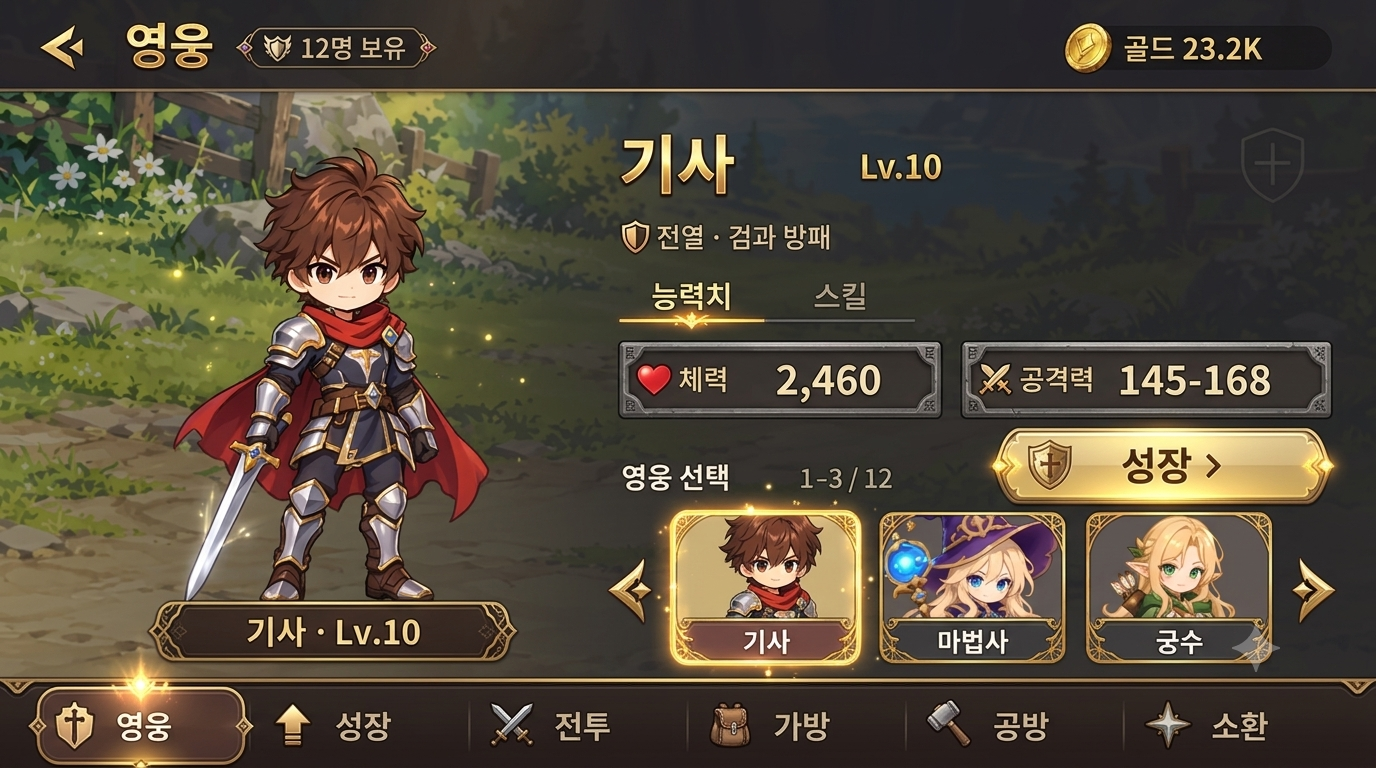 영웅 12명 보유 골드 23.2K
기사 Lv.10
전열 · 검과 방패
능력치 스킬
체력 2,460 공격력 145-168
성장 >
영웅 선택 1-3 / 12
기사 마법사 궁수
기사 · Lv.10
영웅 성장 전투 가방 공방 소환